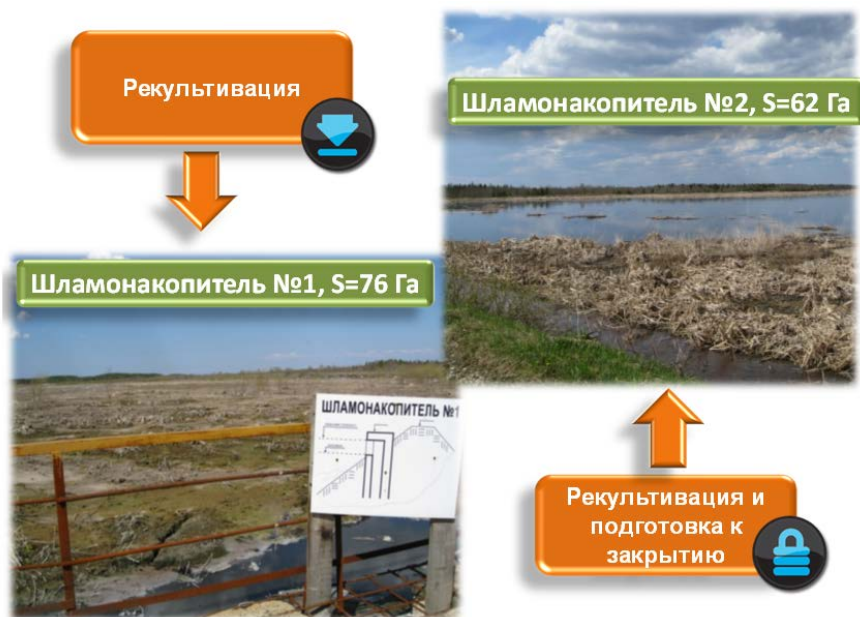 Рекультивация
Шламонакопитель №2, S=62 Га
Шламонакопитель №1, S=76 Га
ШЛАМОНАКОПИТЕЛЬ №1
Рекультивация и
подготовка к
закрытию